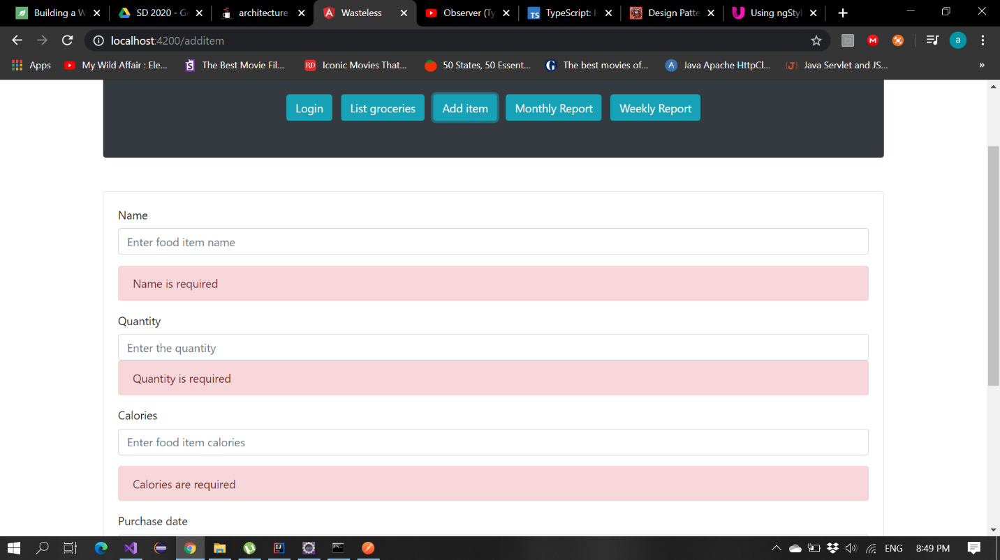 Building a W
SD 2020 - Go
architecture
Wasteless
Observer (Ty
TypeScript: H
Design Patte
Using ngStyl
localhost:4200/additem
a
Apps
My Wild Affair : Ele...
The Best Movie Fil...
Iconic Movies That...
50 States, 50 Essent...
The best movies of...
Java Apache HttpCl...
Java Servlet and JS...
»
Login
List groceries
Add item
Monthly Report
Weekly Report
Name
Enter food item name
Name is required
Quantity
Enter the quantity
Quantity is required
Calories
Enter food item calories
Calories are required
Purchase date
ENG
8:49 PM